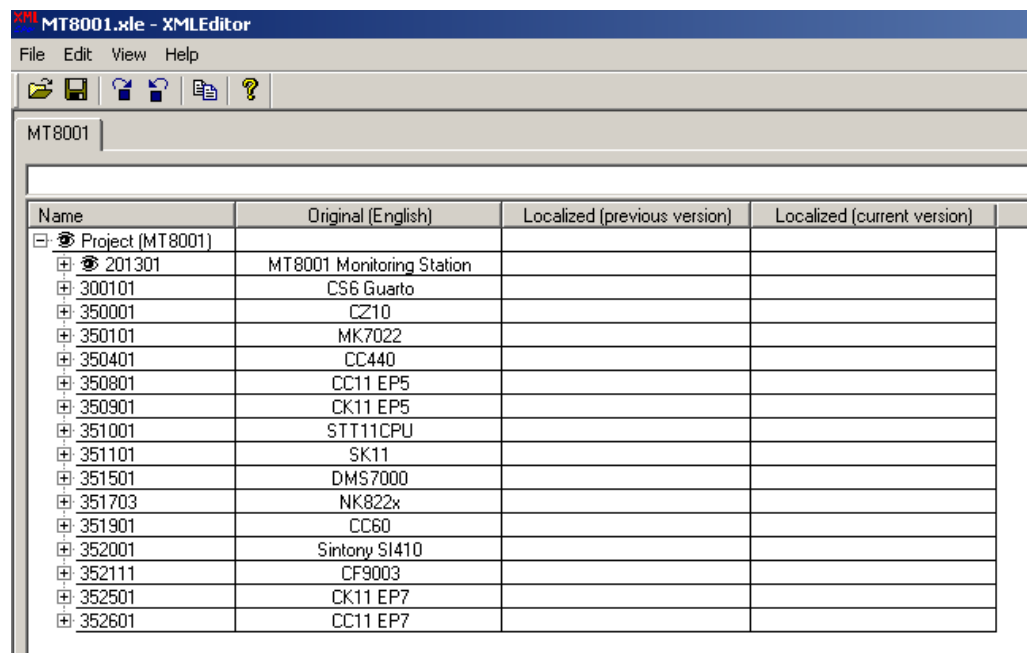 XML MT8001.xle - XMLEditor
File Edit View Help
MT8001
Name Original (English) Localized (previous version) Localized (current version)
Project (MT8001)
201301 MT8001 Monitoring Station
300101 CS6 Guarto
350001 CZ10
350101 MK7022
350401 CC440
350801 CC11 EP5
350901 CK11 EP5
351001 STT11CPU
351101 SK11
351501 DMS7000
351703 NK822x
351901 CC60
352001 Sintony SI410
352111 CF9003
352501 CK11 EP7
352601 CC11 EP7